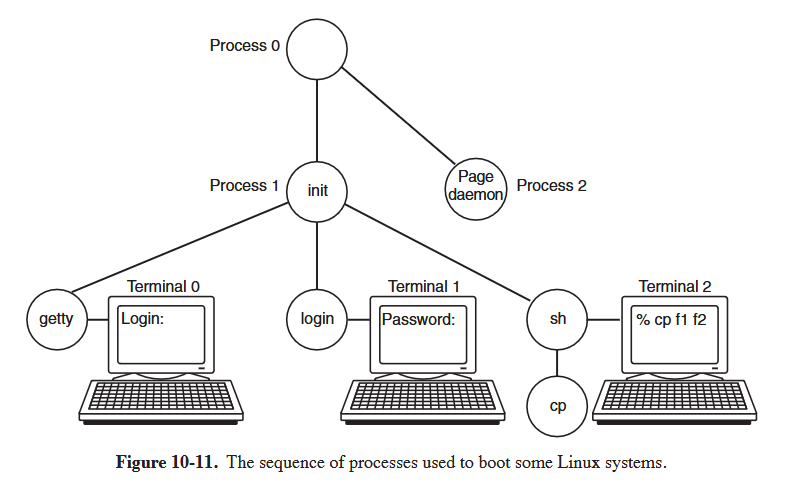 Process 0
Process 1
init
Page
daemon
Process 2
Terminal 0
Terminal 1
Terminal 2
getty
Login:
login
Password:
sh
% cp f1 f2
cp
Figure 10-11. The sequence of processes used to boot some Linux systems.